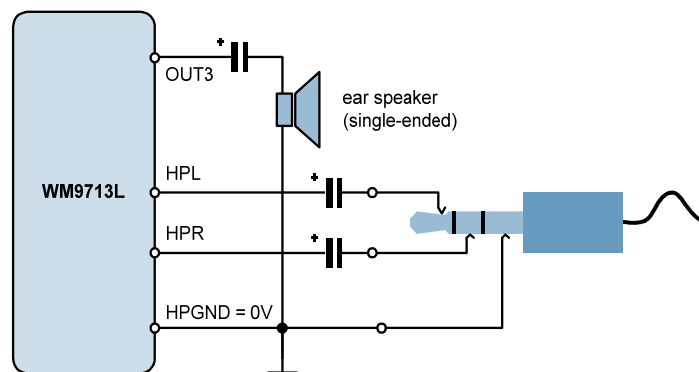 OUT3
ear speaker
(single-ended)
HPL
WM9713L
HPR
HPGND = 0V